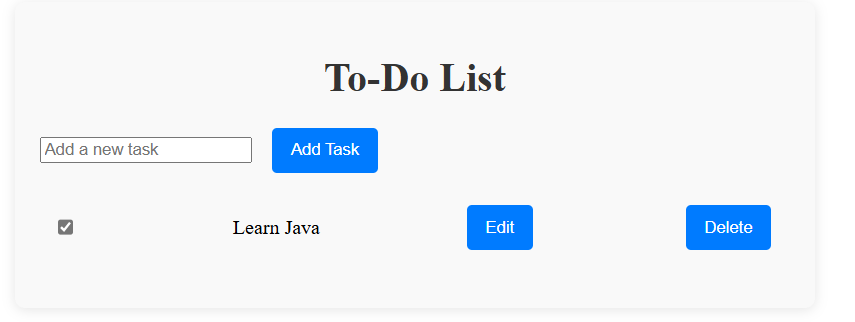 To-Do List
Add a new task Add Task
Learn Java Edit Delete